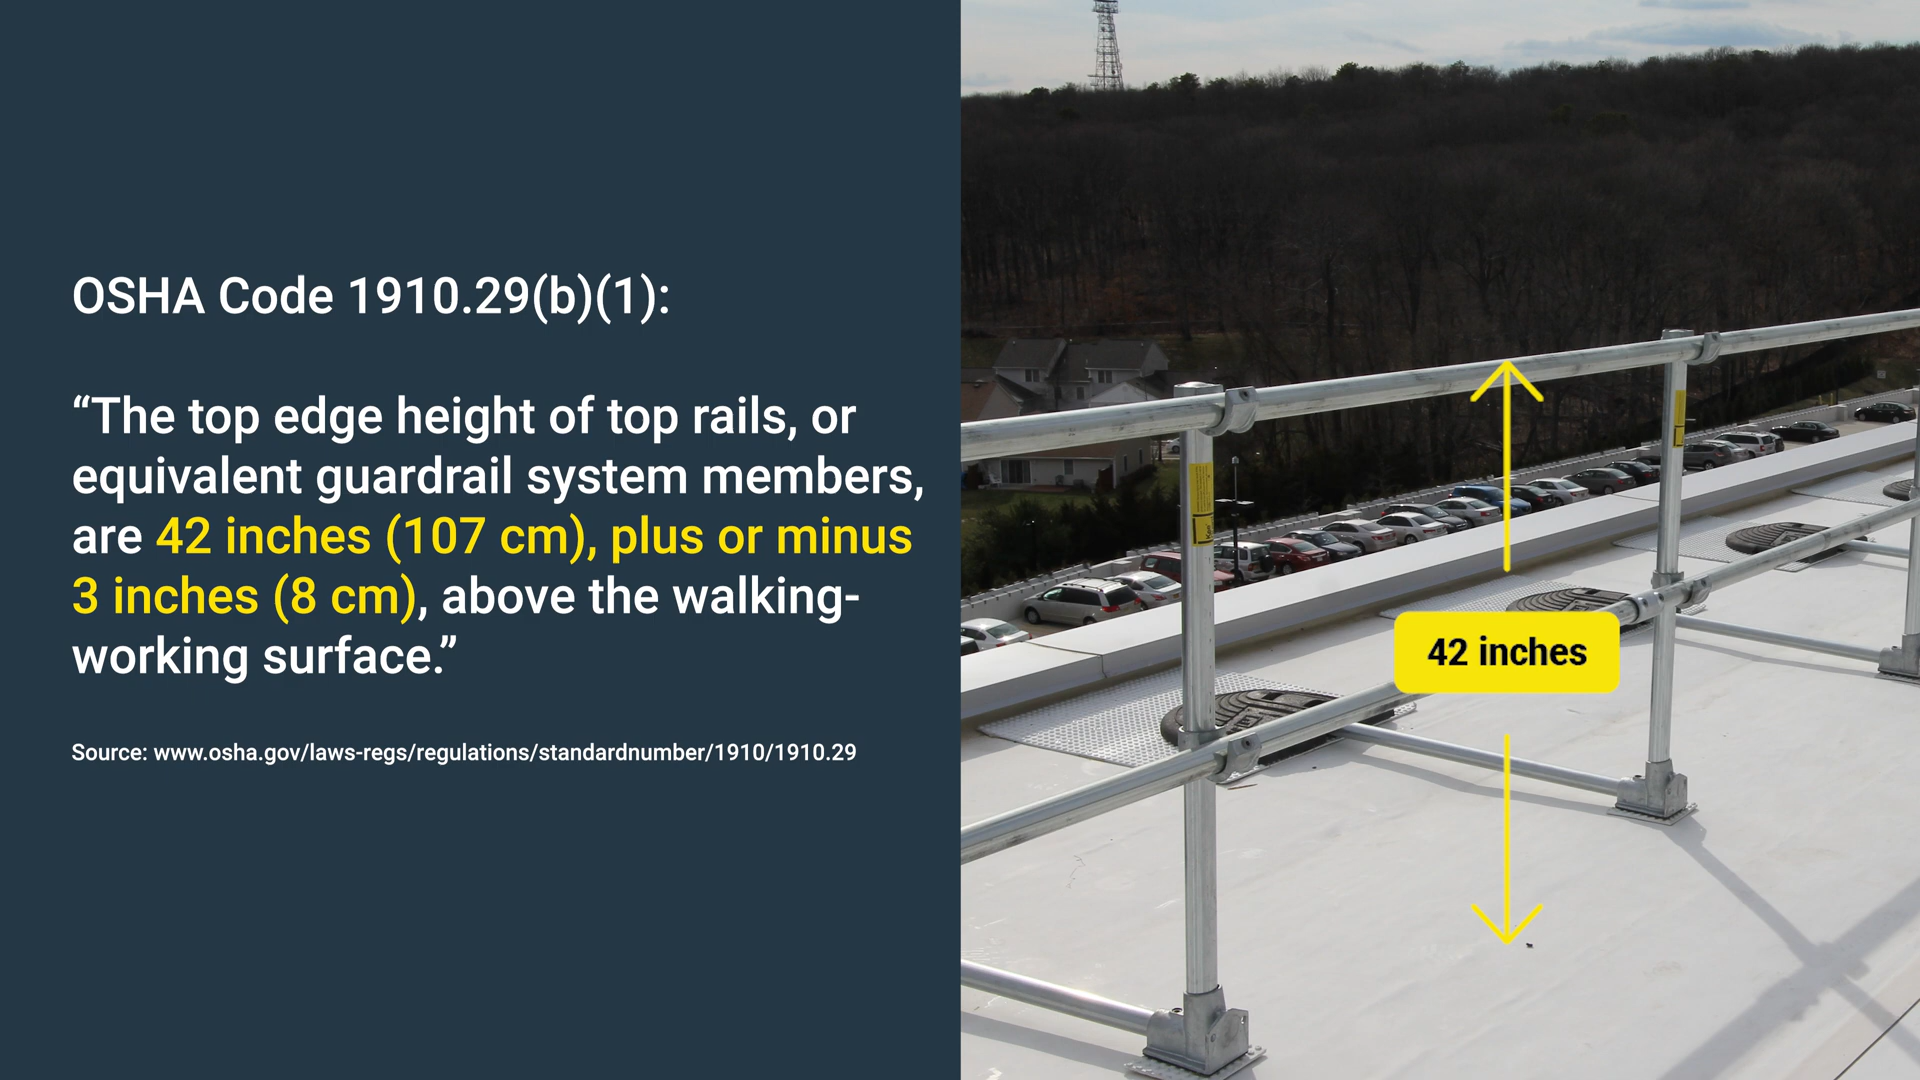 OSHA Code 1910.29(b)(1):
“The top edge height of top rails, or
equivalent guardrail system members,
are 42 inches (107 cm), plus or minus
3 inches (8 cm), above the walking-
working surface.”
Source: www.osha.gov/laws-regs/regulations/standardnumber/1910/1910.29
42 inches